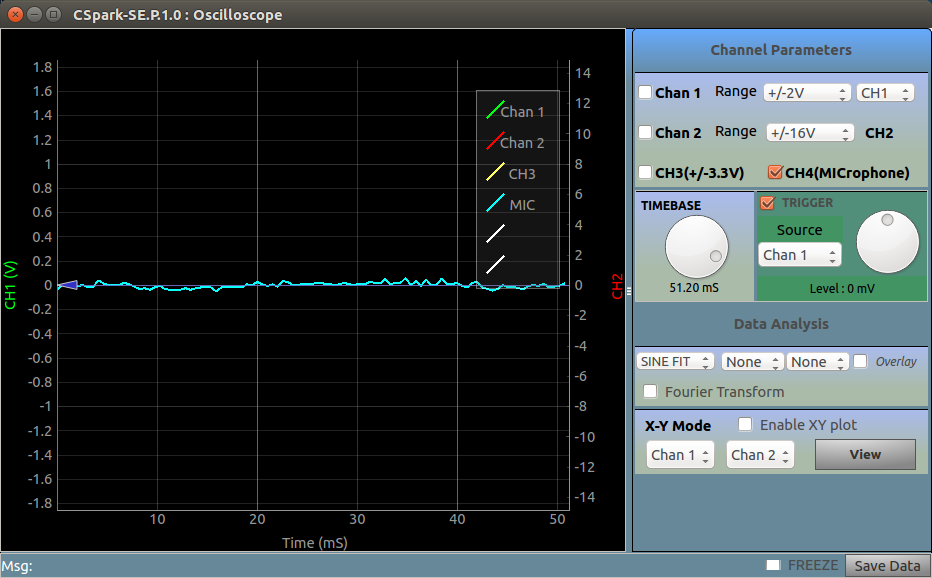 CSpark-SE.P.1.0 : Oscilloscope
Channel Parameters
Chan 1 Range +/-2V CH1
Chan 2 Range +/-16V CH2
CH3(+/-3.3V) CH4(MICrophone)
TIMEBASE
51.20 mS
TRIGGER
Source
Chan 1
Level : 0 mV
Data Analysis
SINE FIT None None Overlay
Fourier Transform
X-Y Mode Enable XY plot
Chan 1 Chan 2 View
CH1 (V)
1.8
1.6
1.4
1.2
1
0.8
0.6
0.4
0.2
0
-0.2
-0.4
-0.6
-0.8
-1
-1.2
-1.4
-1.6
-1.8
Chan 1
Chan 2
CH3
MIC
14
12
10
8
6
4
2
0
-2
-4
-6
-8
-10
-12
-14
CH2
10 20 30 40 50
Time (mS)
Msg:
FREEZE Save Data